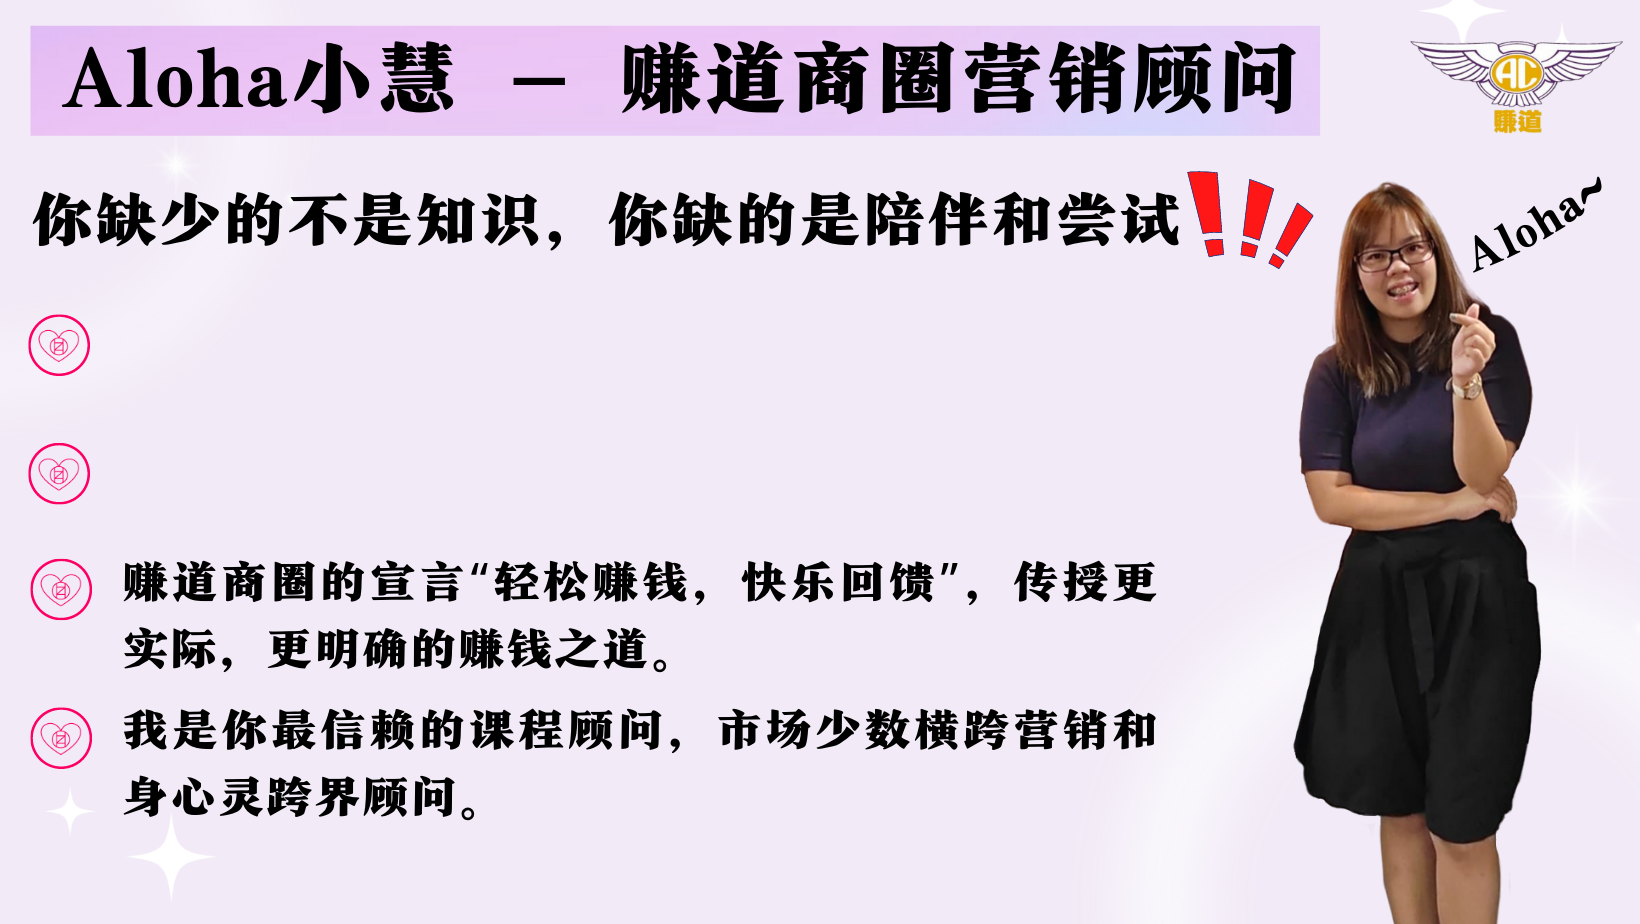 Aloha小慧 – 赚道商圈营销顾问
AC
赚道
你缺少的不是知识，你缺的是陪伴和尝试!!!
Aloha~
赚道商圈的宣言“轻松赚钱，快乐回馈”，传授更
实际，更明确的赚钱之道。
我是你最信赖的课程顾问，市场少数横跨营销和
身心灵跨界顾问。